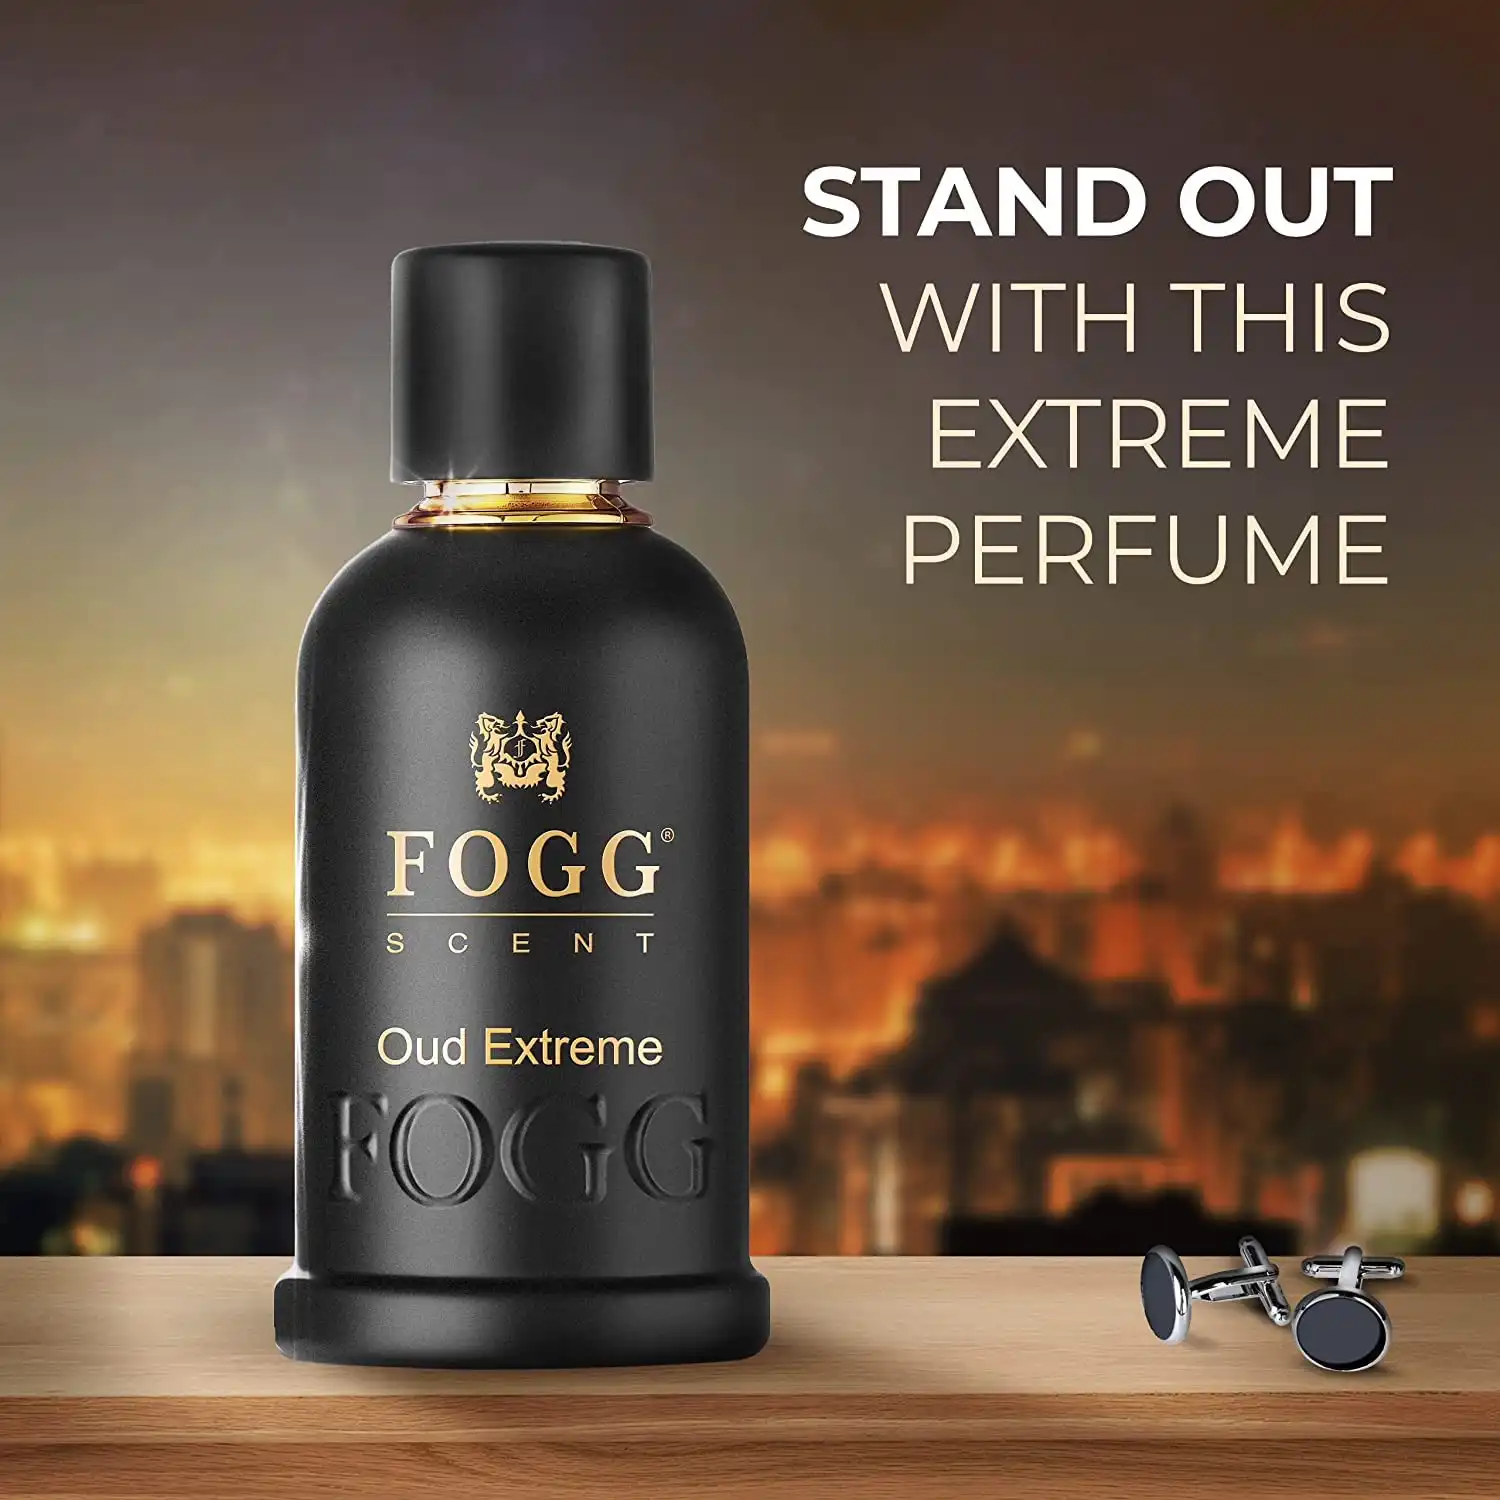 STAND OUT
WITH THIS
EXTREME
PERFUME
F
FOGG®
SCENT
Oud Extreme
FOGG